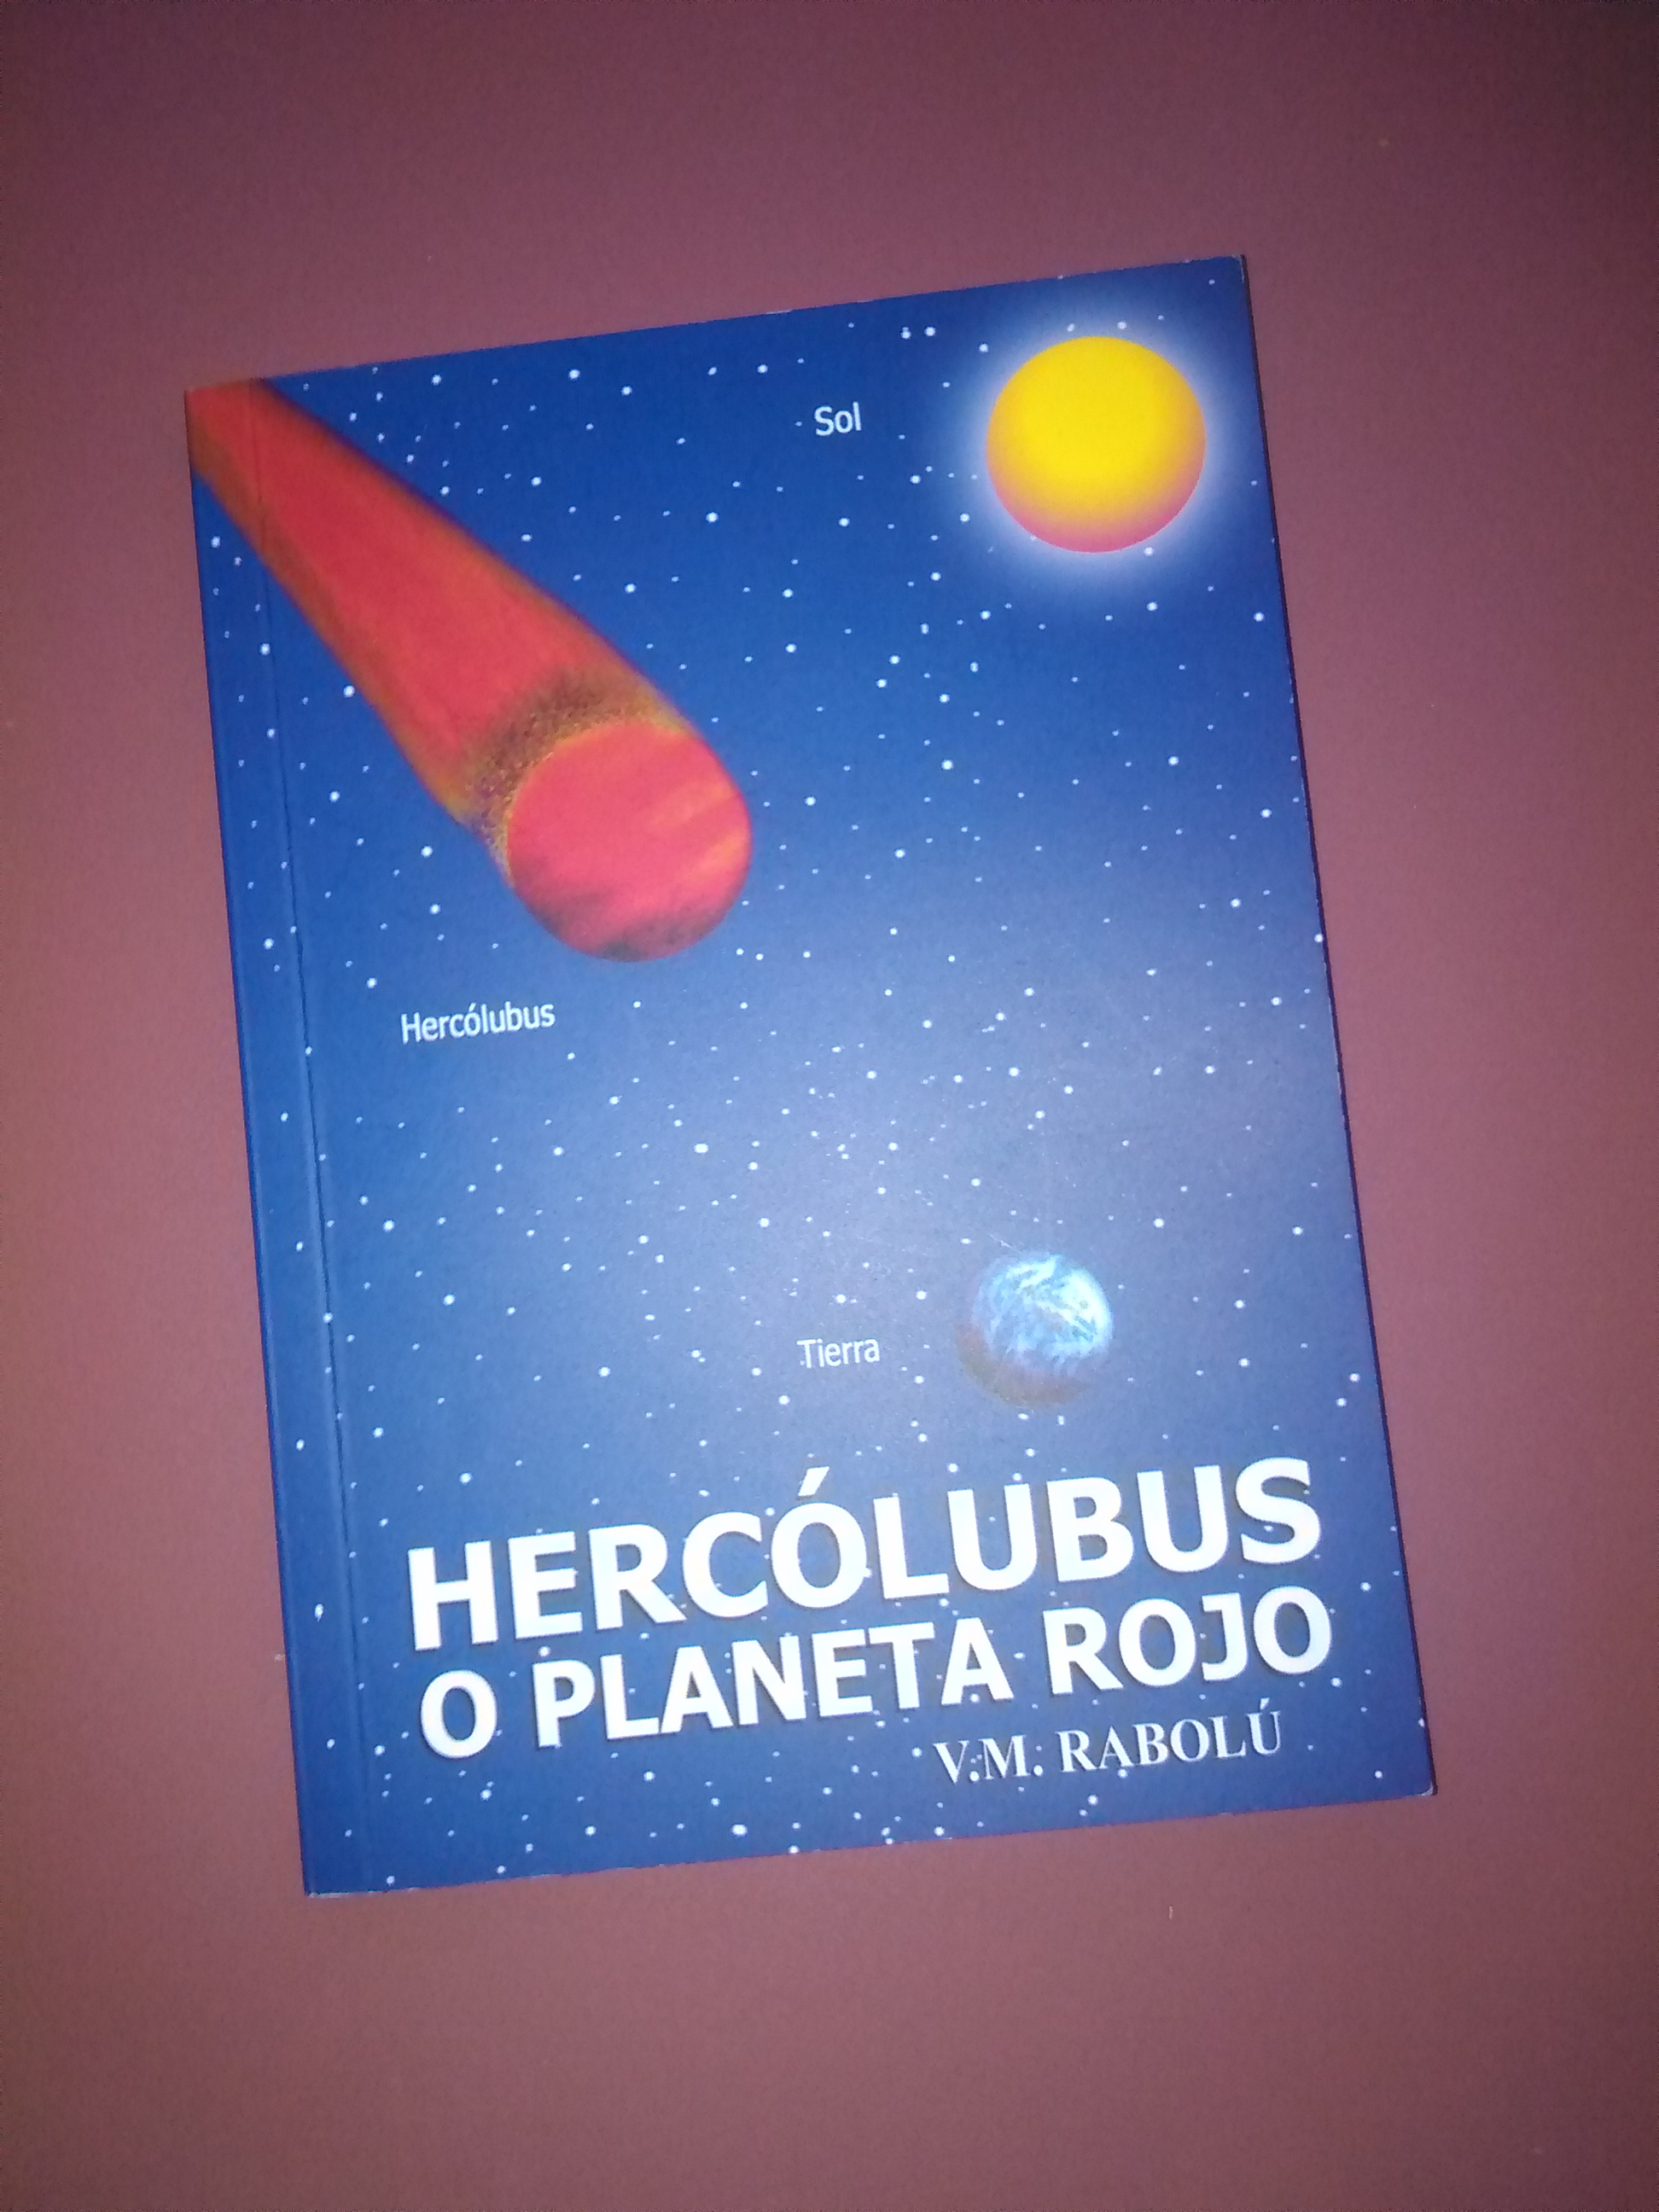 Sol
Hercólubus
Tierra
HERCÓLUBUS
O PLANETA ROJO
V.M. RABOLÚ